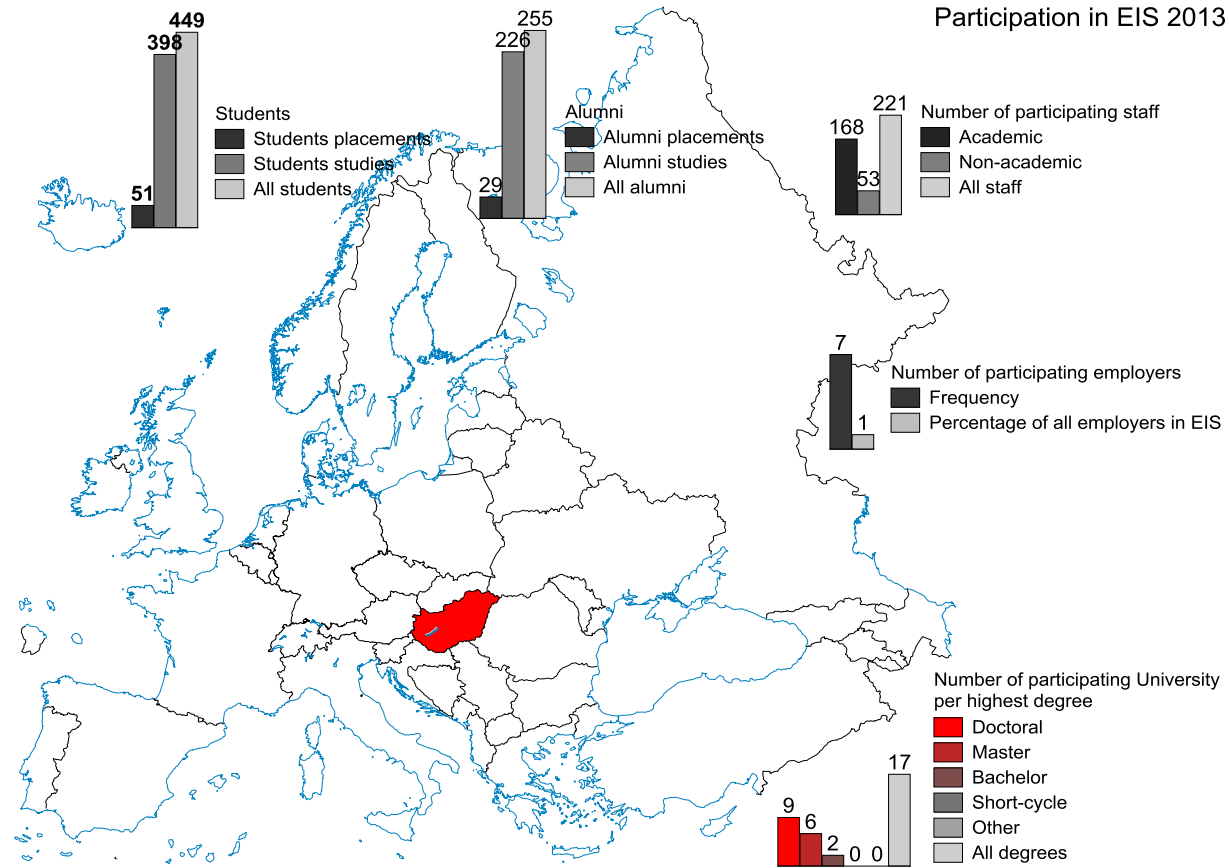 Participation in EIS 2013
449
398
51
Students
Students placements
Students studies
All students
255
226
29
Alumni
Alumni placements
Alumni studies
All alumni
221
168
53
Number of participating staff
Academic
Non-academic
All staff
7
1
Number of participating employers
Frequency
Percentage of all employers in EIS
Number of participating University
per highest degree
Doctoral
Master
Bachelor
Short-cycle
Other
All degrees
17
9
6
2
0
0